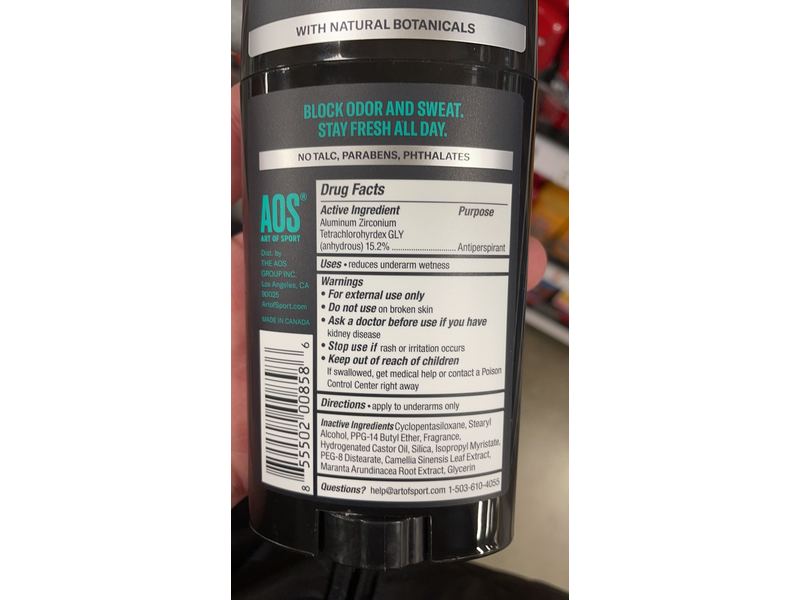 WITH NATURAL BOTANICALS
BLOCK ODOR AND SWEAT.
STAY FRESH ALL DAY.
NO TALC, PARABENS, PHTHALATES
AOS®
ART OF SPORT
Dist. by
THE AOS
GROUP INC.
Los Angeles, CA
90025
ArtofSport.com
MADE IN CANADA
8 55502 00858 6
Drug Facts
Active Ingredient Purpose
Aluminum Zirconium
Tetrachlorohyrdex GLY
(anhydrous) 15.2% ........................ Antiperspirant
Uses • reduces underarm wetness
Warnings
• For external use only
• Do not use on broken skin
• Ask a doctor before use if you have
kidney disease
• Stop use if rash or irritation occurs
• Keep out of reach of children
If swallowed, get medical help or contact a Poison
Control Center right away
Directions • apply to underarms only
Inactive Ingredients Cyclopentasiloxane, Stearyl
Alcohol, PPG-14 Butyl Ether, Fragrance,
Hydrogenated Castor Oil, Silica, Isopropyl Myristate,
PEG-8 Distearate, Camellia Sinensis Leaf Extract,
Maranta Arundinacea Root Extract, Glycerin
Questions? help@artofsport.com 1-503-610-4055